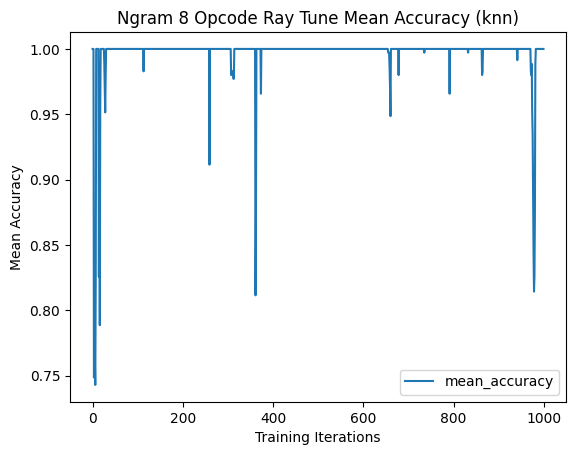 Ngram 8 Opcode Ray Tune Mean Accuracy (knn)
1.00
0.95
0.90
0.85
0.80
0.75
Mean Accuracy
0 200 400 600 800 1000
Training Iterations
mean_accuracy